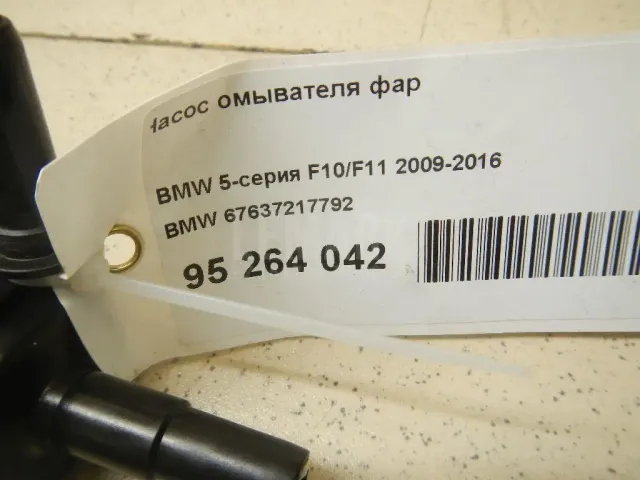 Насос омывателя фар
BMW 5-серия F10/F11 2009-2016
BMW 67637217792
95 264 042